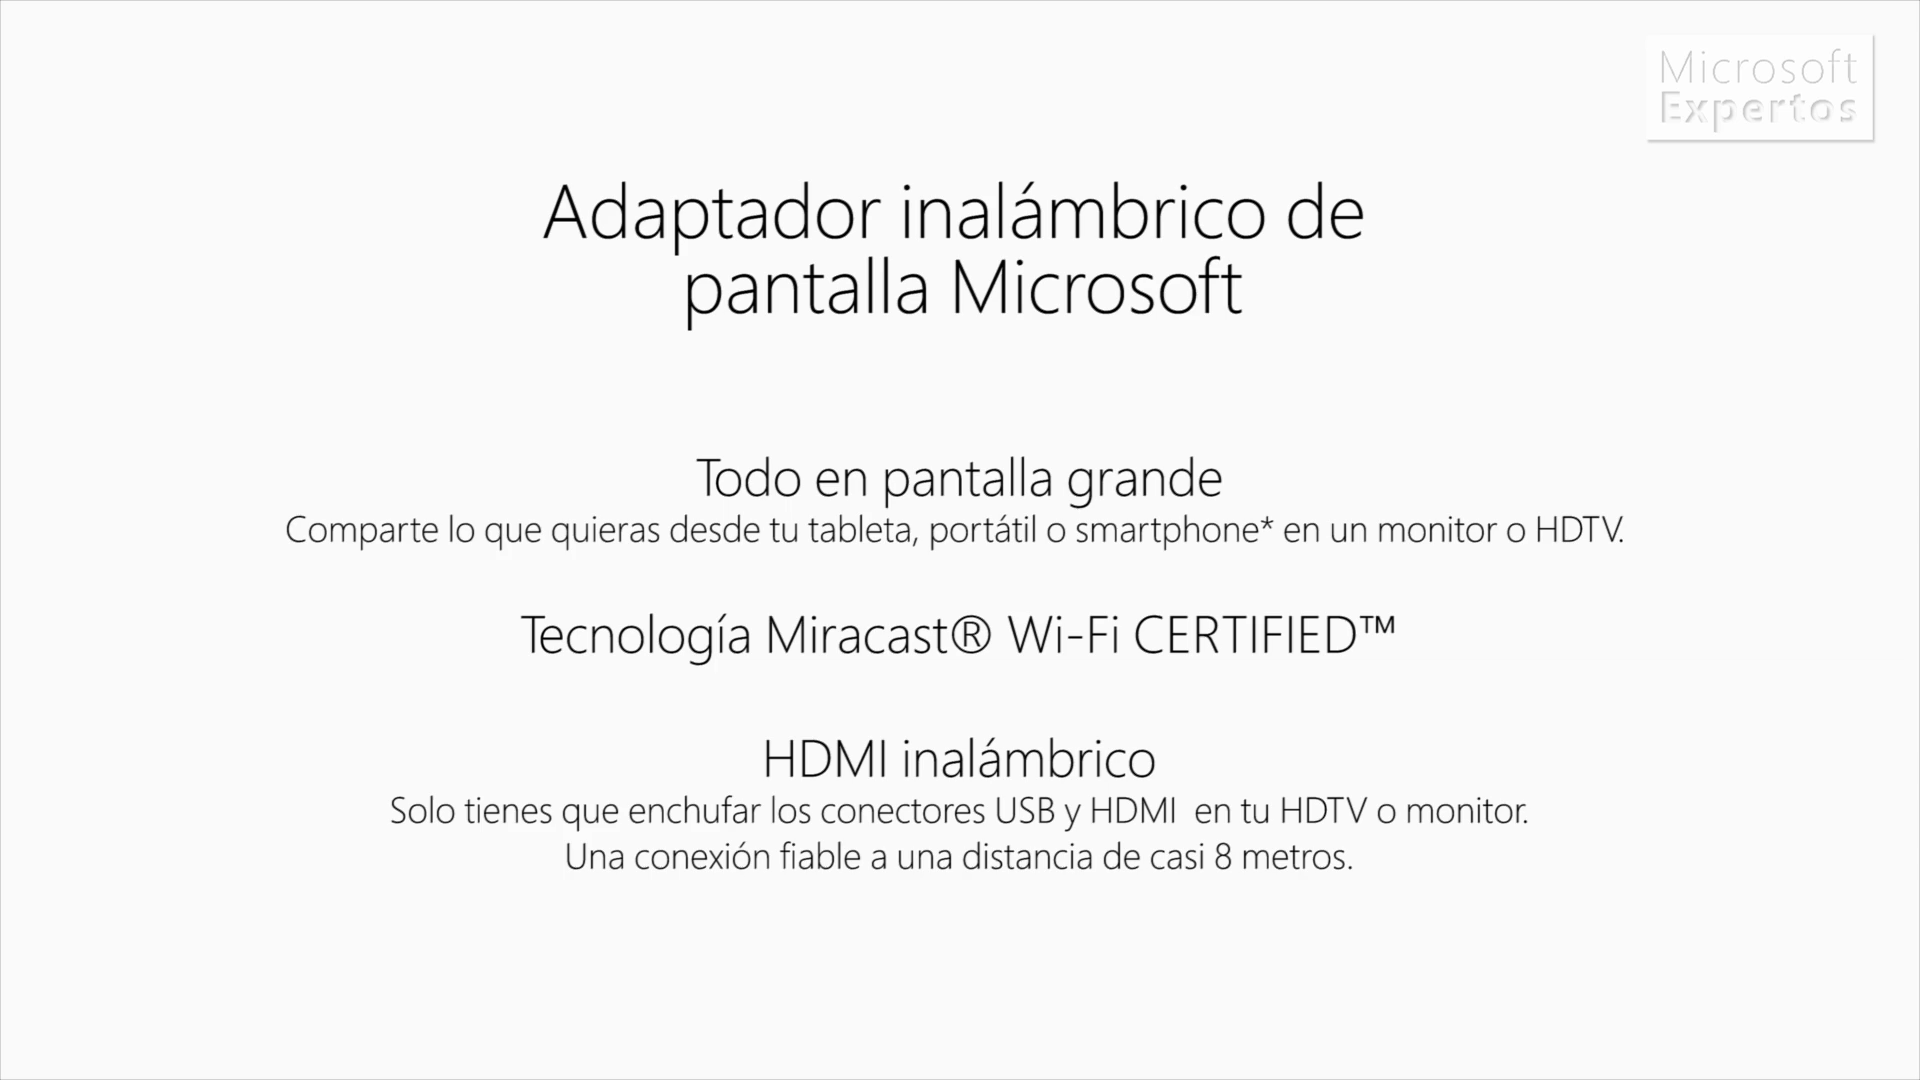 Microsoft
Expertos
Adaptador inalámbrico de
pantalla Microsoft
Todo en pantalla grande
Comparte lo que quieras desde tu tableta, portátil o smartphone* en un monitor o HDTV.
Tecnología Miracast® Wi-Fi CERTIFIED™
HDMI inalámbrico
Solo tienes que enchufar los conectores USB y HDMI en tu HDTV o monitor.
Una conexión fiable a una distancia de casi 8 metros.